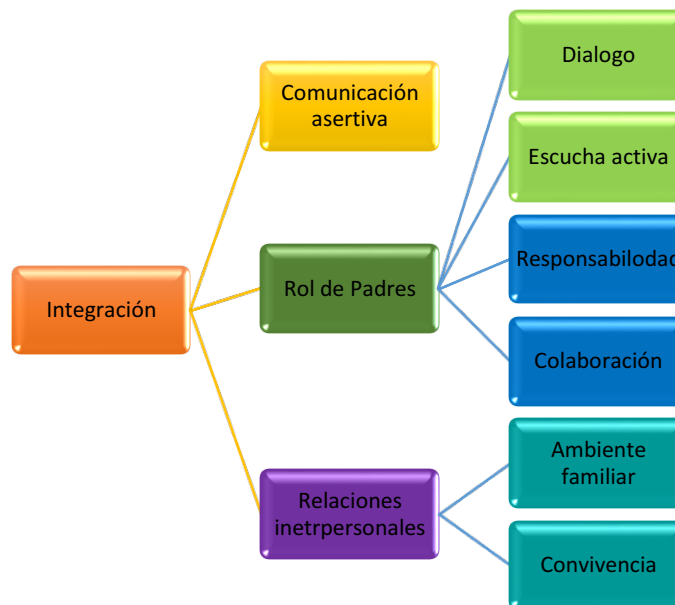 Integración
Comunicación
asertiva
Rol de Padres
Relaciones
inetrpersonales
Dialogo
Escucha activa
Responsabilodad
Colaboración
Ambiente
familiar
Convivencia